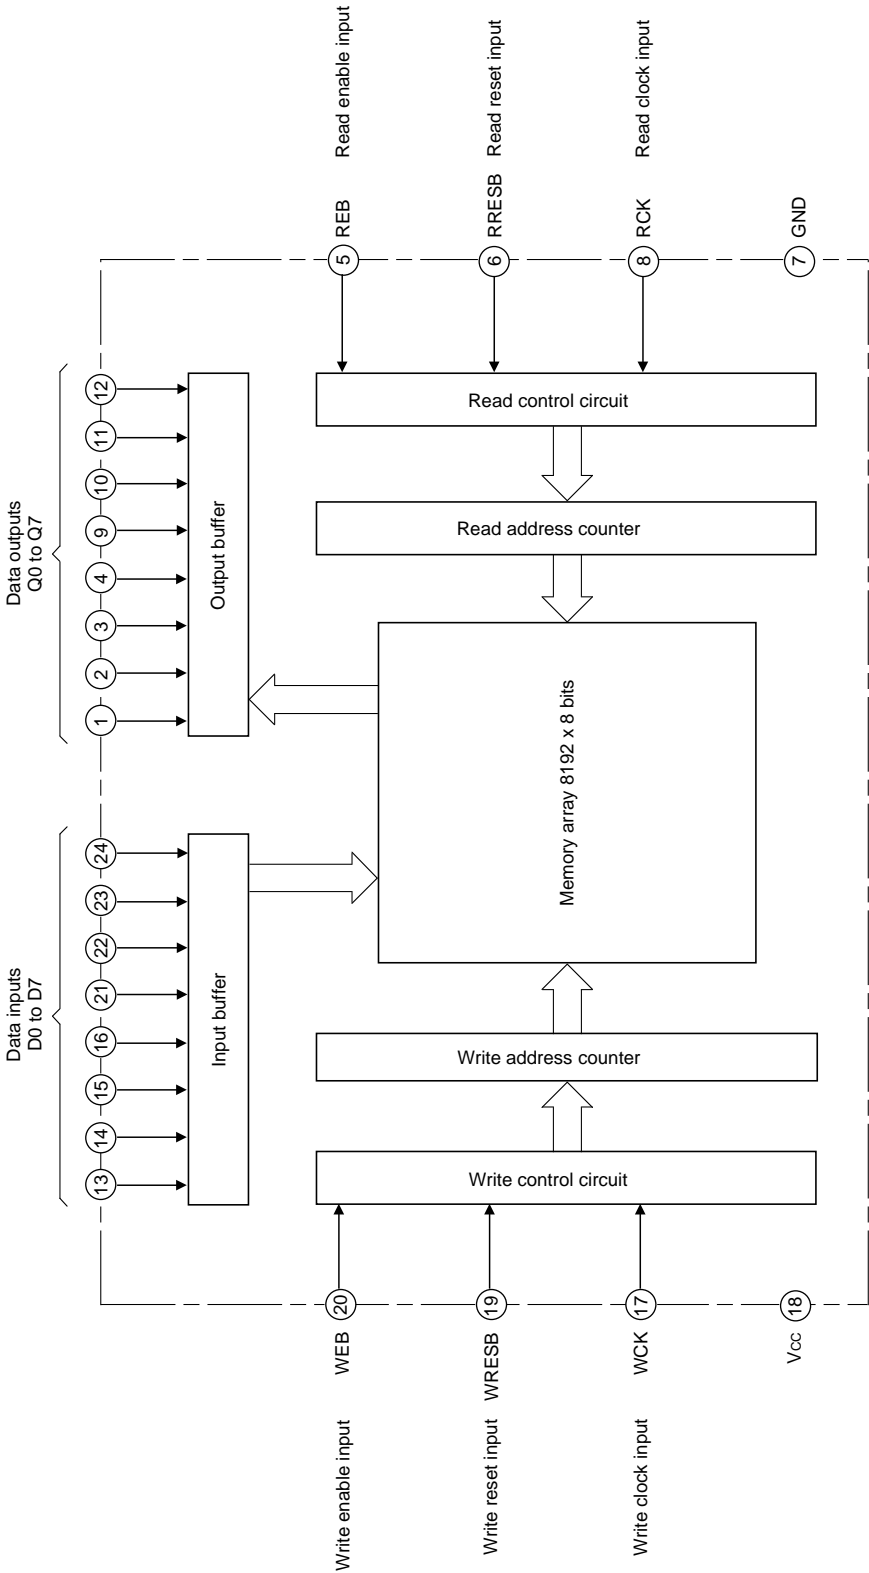 Data inputs
D0 to D7
Data outputs
Q0 to Q7
13
14
15
16
21
22
23
24
1
2
3
4
9
10
11
12
Input buffer
Output buffer
Write enable input
WEB
20
5
REB
Read enable input
Write reset input
WRESB
19
6
RRESB
Read reset input
Write clock input
WCK
17
8
RCK
Read clock input
Vcc
18
7
GND
Write control circuit
Write address counter
Memory array 8192 x 8 bits
Read address counter
Read control circuit